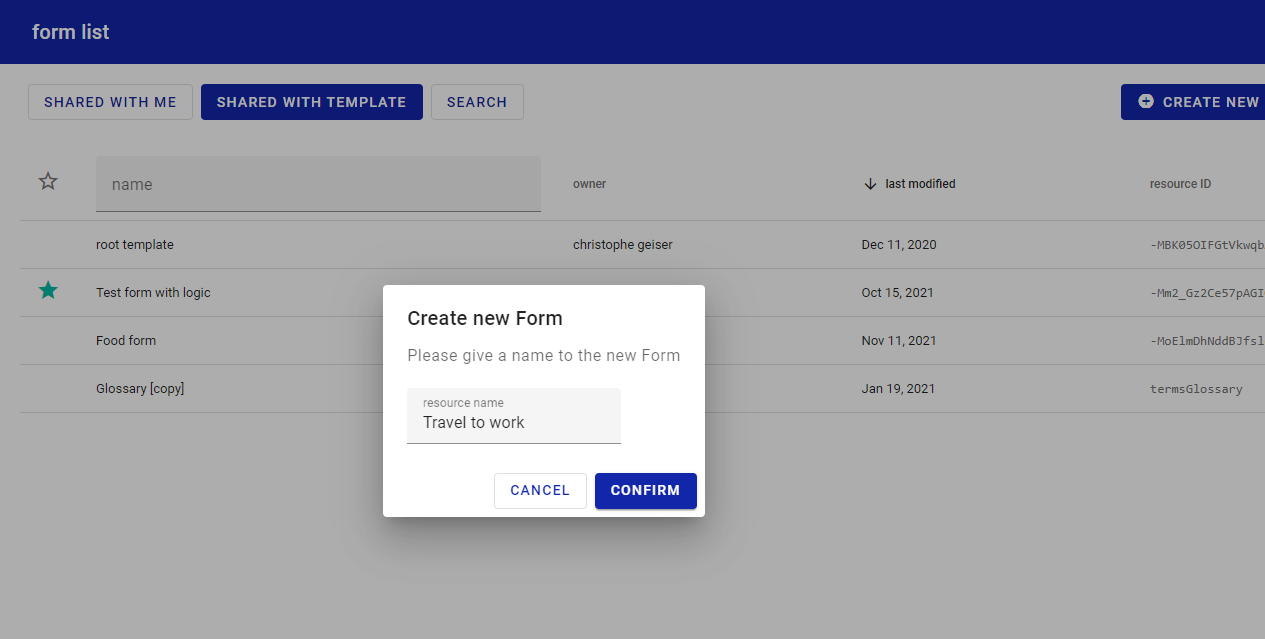 form list
SHARED WITH ME SHARED WITH TEMPLATE SEARCH CREATE NEW
name owner last modified resource ID
root template christophe geiser Dec 11, 2020
Test form with logic Oct 15, 2021
Food form Nov 11, 2021
Glossary [copy] Jan 19, 2021 termsGlossary
Create new Form
Please give a name to the new Form
resource name
Travel to work
CANCEL CONFIRM